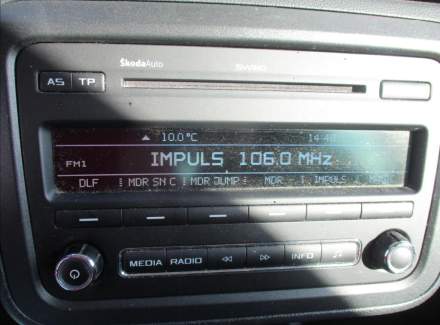 ŠkodaAuto SWING
AS TP
10.0°C 14:40
FM1 IMPULS 106.0 MHz
DLF MDR SN C MDR JUMP MDR IMPULS
MEDIA RADIO INFO